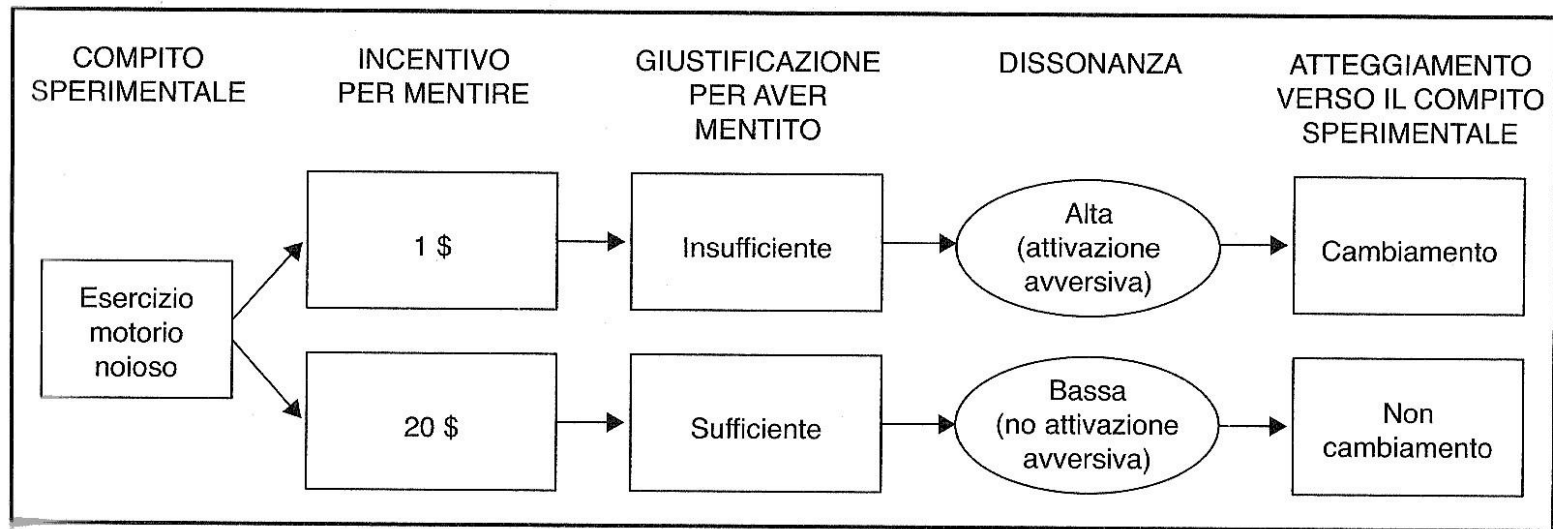 COMPITO
SPERIMENTALE
INCENTIVO
PER MENTIRE
GIUSTIFICAZIONE
PER AVER
MENTITO
DISSONANZA
ATTEGGIAMENTO
VERSO IL COMPITO
SPERIMENTALE
Esercizio
motorio
noioso
1 $
Insufficiente
Alta
(attivazione
avversiva)
Cambiamento
20 $
Sufficiente
Bassa
(no attivazione
avversiva)
Non
cambiamento